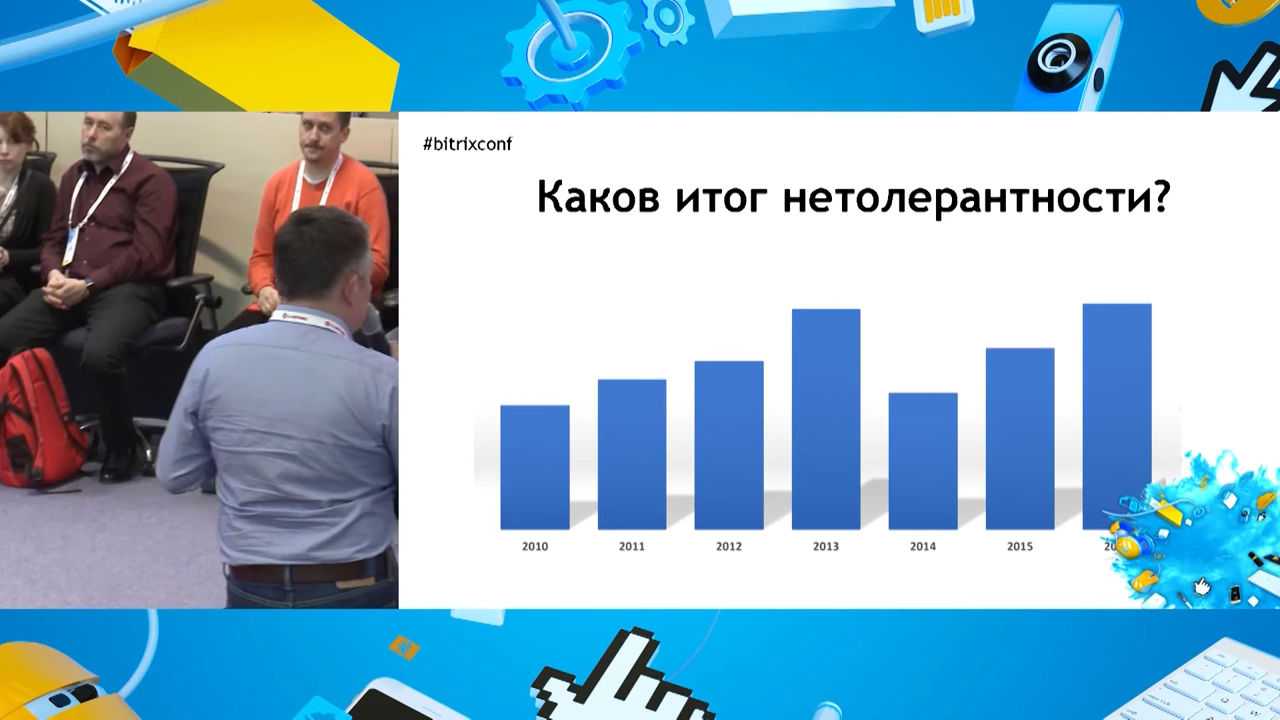 #bitrixconf
Каков итог нетолерантности?
2010 2011 2012 2013 2014 2015